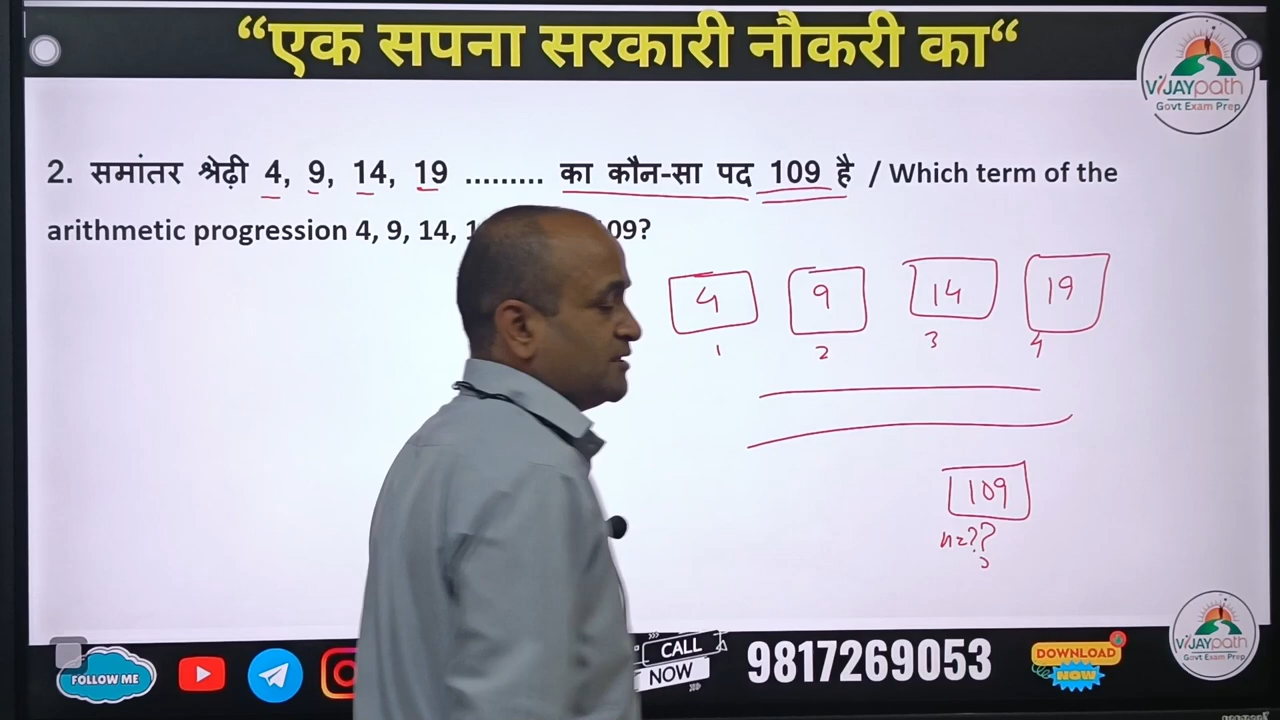 “एक सपना सरकारी नौकरी का“
VIJAYpath
Govt Exam Prep
2. समांतर श्रेढ़ी 4, 9, 14, 19 ......... का कौन-सा पद 109 है / Which term of the
arithmetic progression 4, 9, 14, 1 09?
4 9 14 19
1 2 3 4
109
n=??
FOLLOW ME
CALL
NOW
9817269053
DOWNLOAD
NOW
VIJAYpath
Govt Exam Prep